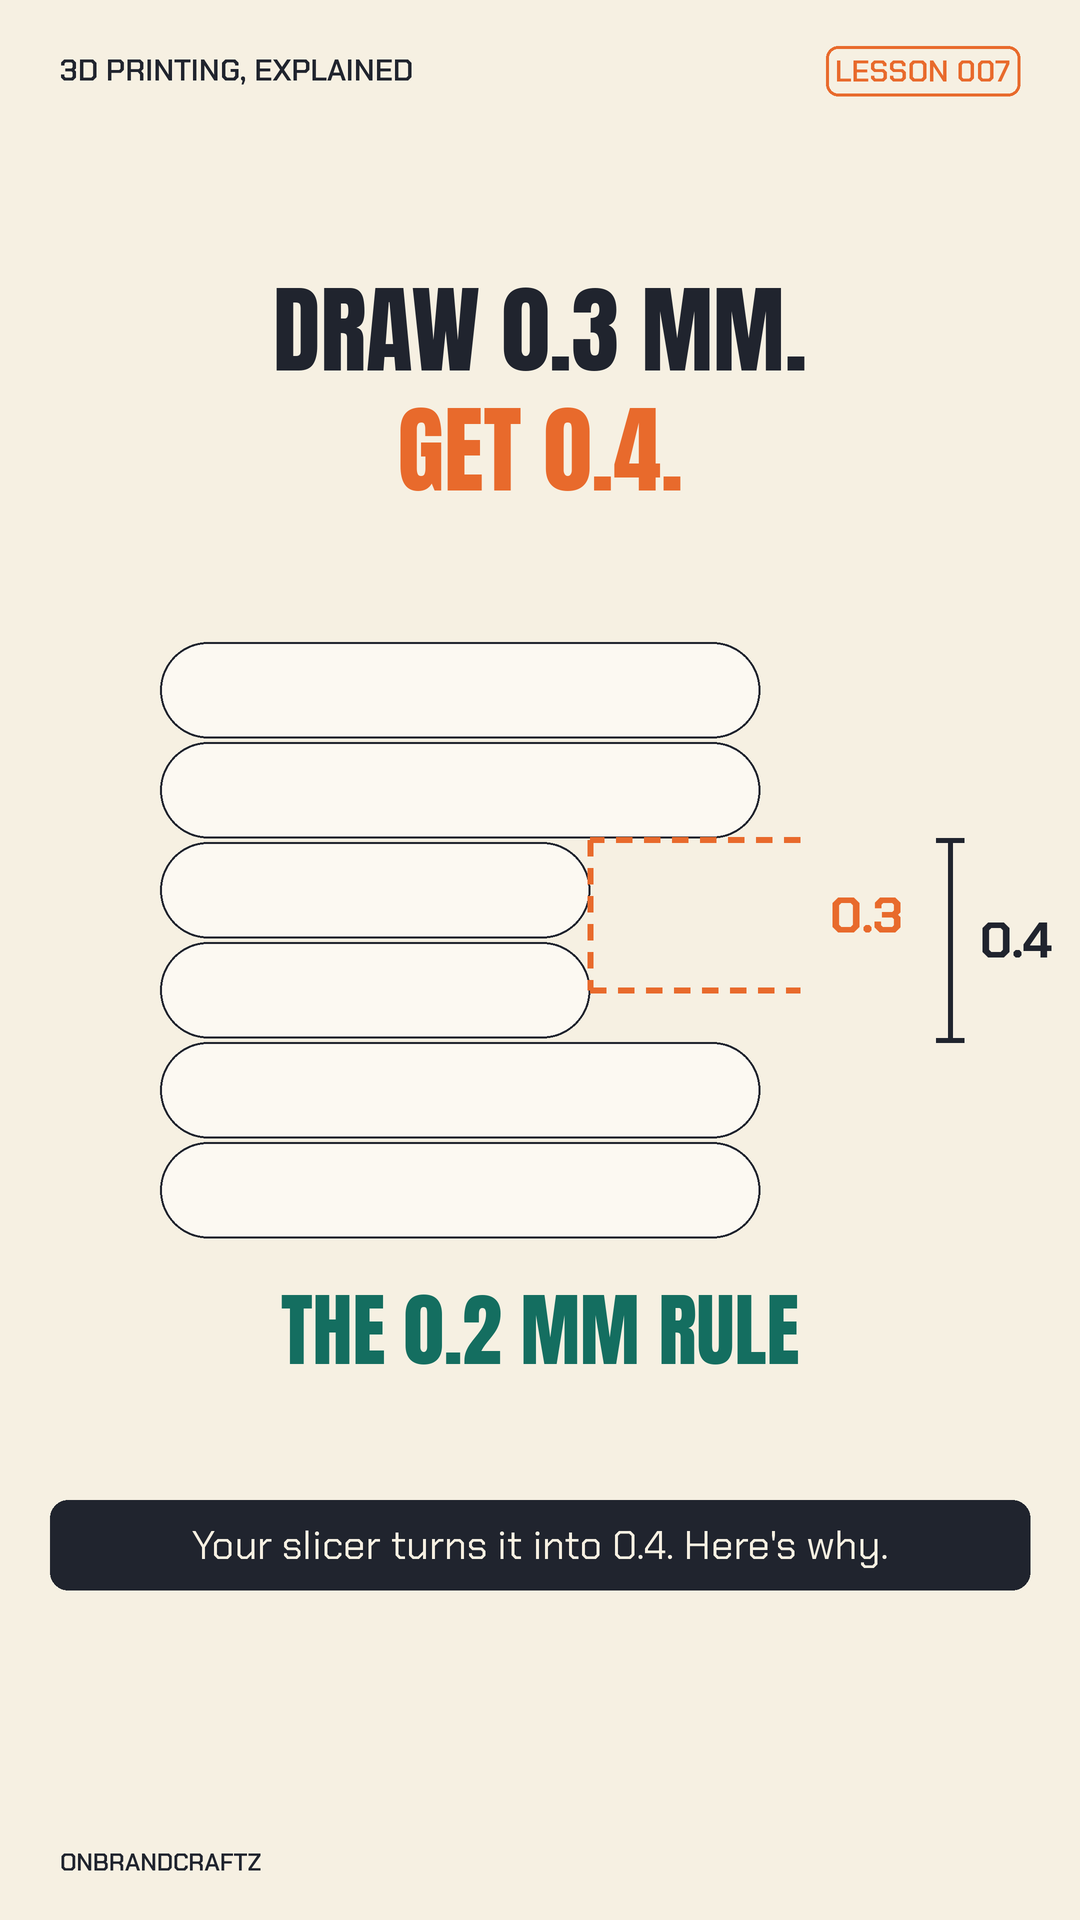 3D PRINTING, EXPLAINED
LESSON 007
DRAW 0.3 MM.
GET 0.4.
0.3
0.4
THE 0.2 MM RULE
Your slicer turns it into 0.4. Here's why.
ONBRANDCRAFTZ